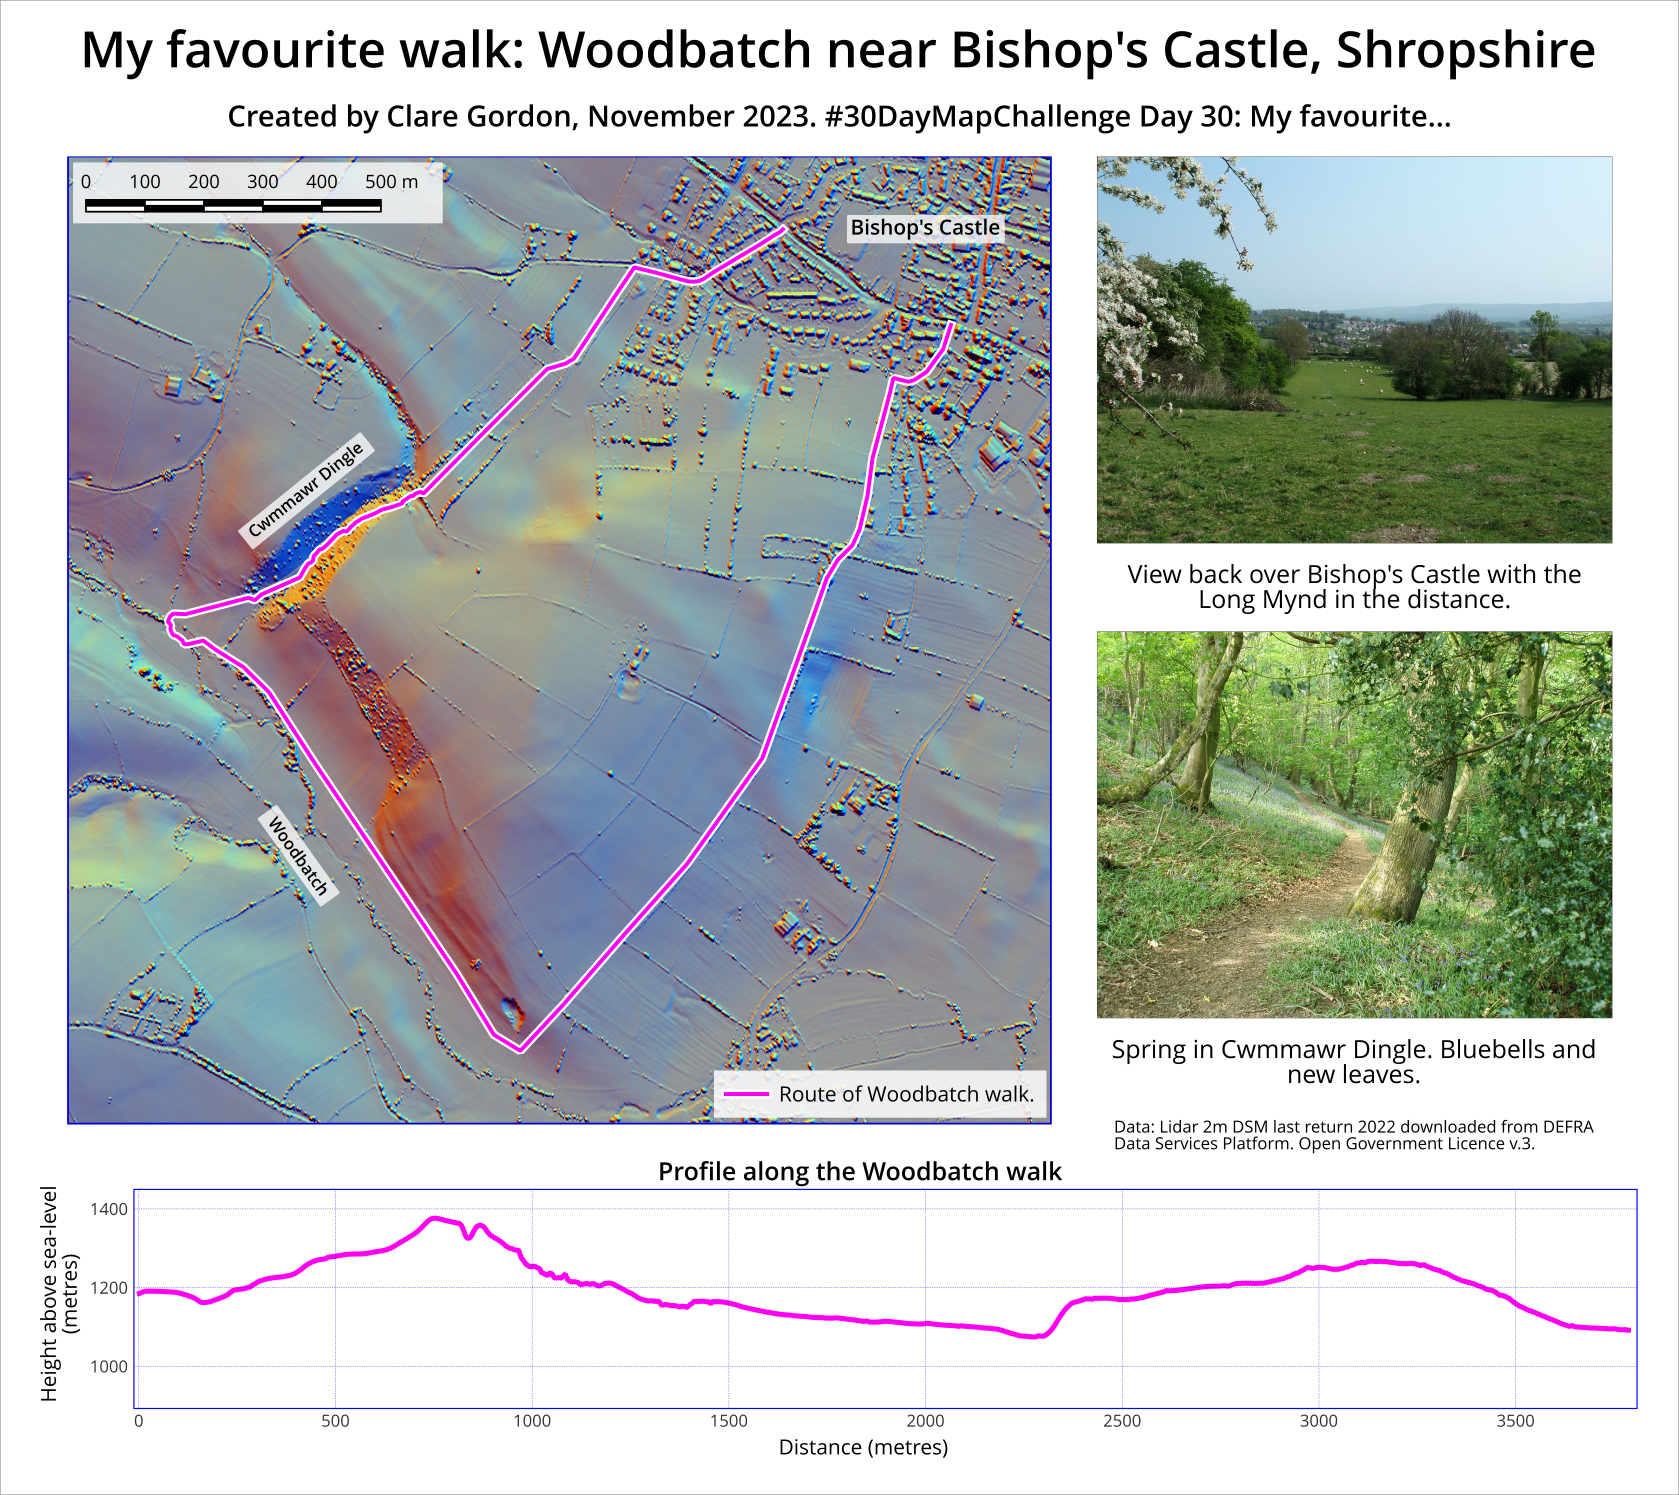 My favourite walk: Woodbatch near Bishop's Castle, Shropshire
Created by Clare Gordon, November 2023. #30DayMapChallenge Day 30: My favourite...
0 100 200 300 400 500 m
Bishop's Castle
Cwmmawr Dingle
Woodbatch
Route of Woodbatch walk.
View back over Bishop's Castle with the
Long Mynd in the distance.
Spring in Cwmmawr Dingle. Bluebells and
new leaves.
Data: Lidar 2m DSM last return 2022 downloaded from DEFRA
Data Services Platform. Open Government Licence v.3.
Profile along the Woodbatch walk
Height above sea-level
(metres)
1400
1200
1000
0 500 1000 1500 2000 2500 3000 3500
Distance (metres)